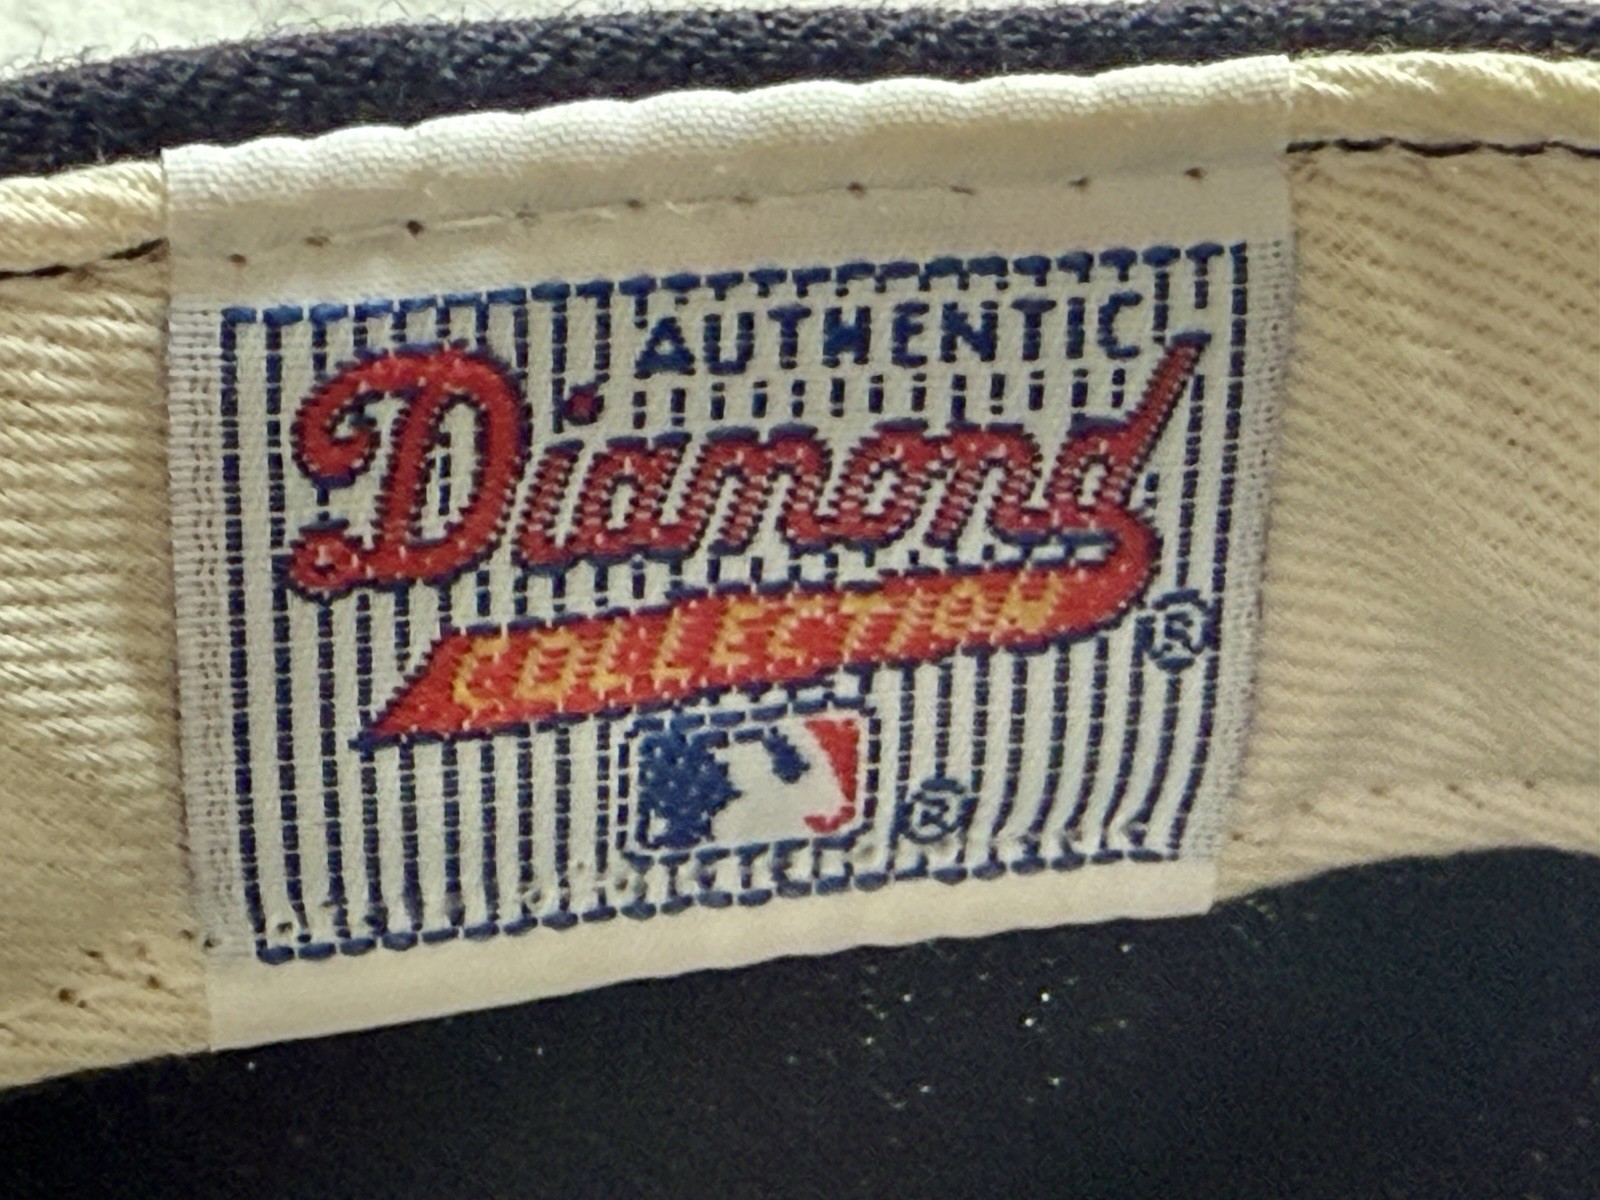 AUTHENTIC
Diamond
COLLECTION ®
®